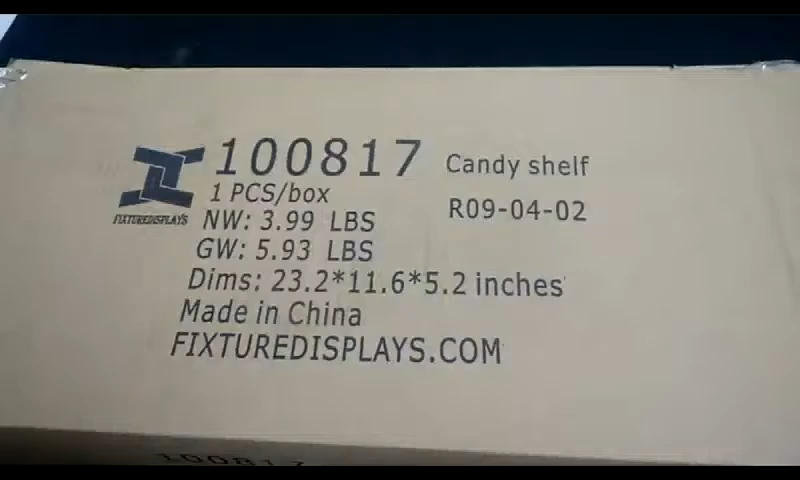 100817 Candy shelf
1 PCS/box
R09-04-02
FIXTUREDISPLAYS
NW: 3.99 LBS
GW: 5.93 LBS
Dims: 23.2*11.6*5.2 inches
Made in China
FIXTUREDISPLAYS.COM
100817